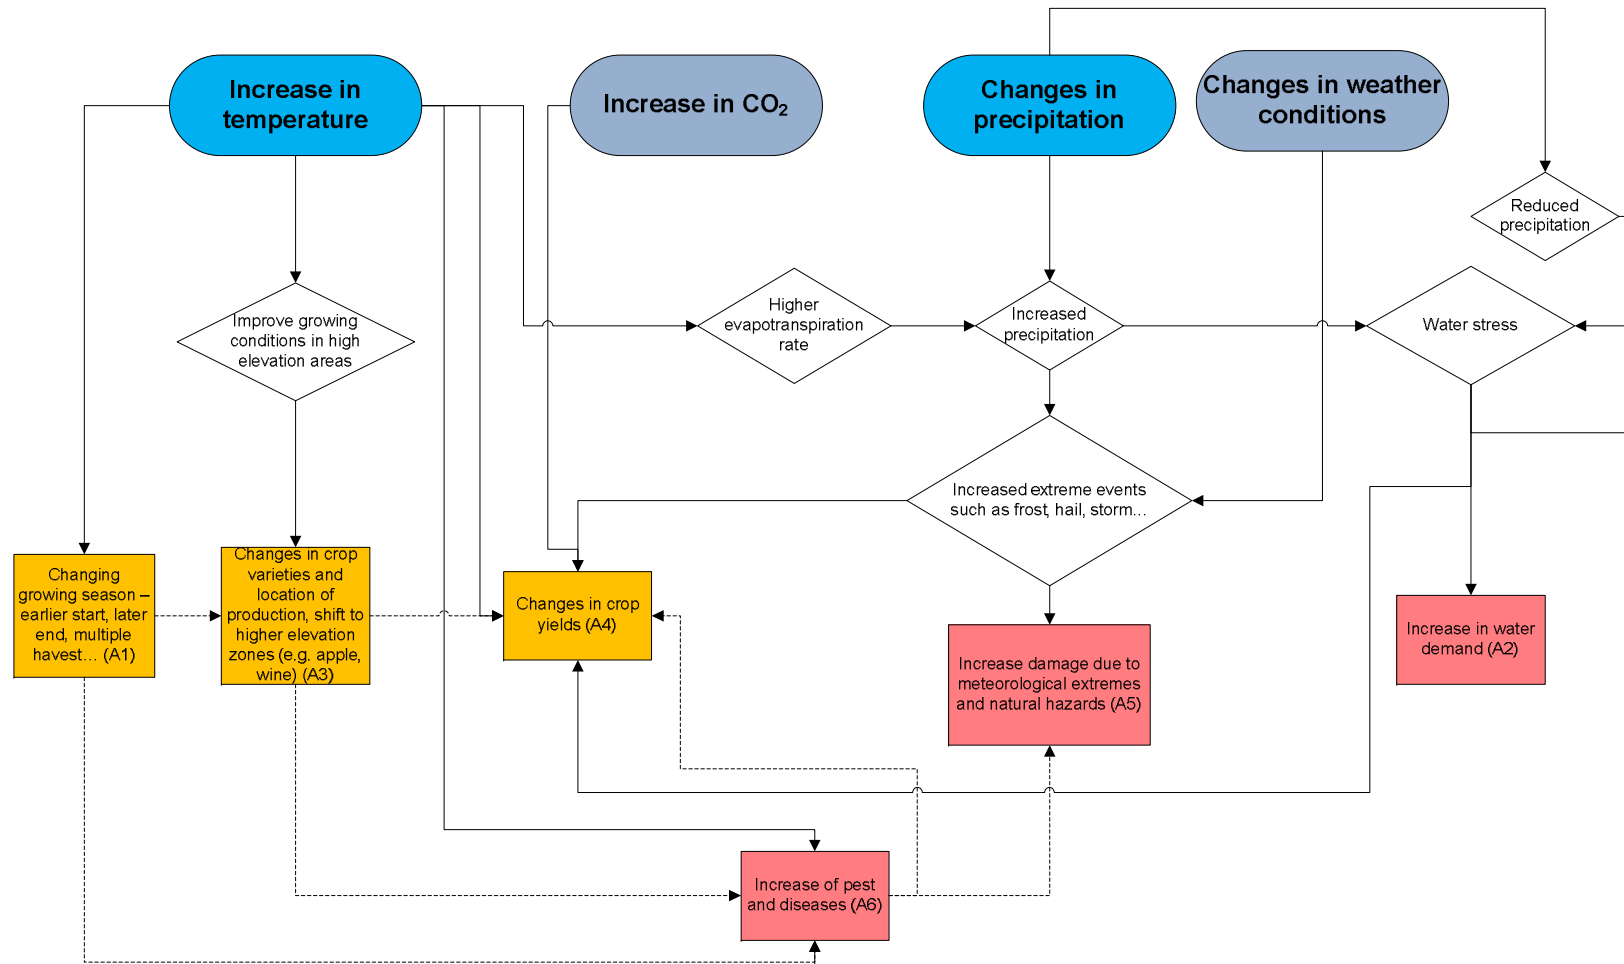 Increase in
temperature
Increase in CO₂
Changes in
precipitation
Changes in weather
conditions
Reduced
precipitation
Improve growing
conditions in high
elevation areas
Higher
evapotranspiration
rate
Increased
precipitation
Water stress
Increased extreme events
such as frost, hail, storm...
Changing
growing season –
earlier start, later
end, multiple
havest... (A1)
Changes in crop
varieties and
location of
production, shift to
higher elevation
zones (e.g. apple,
wine) (A3)
Changes in crop
yields (A4)
Increase damage due to
meteorological extremes
and natural hazards (A5)
Increase in water
demand (A2)
Increase of pest
and diseases (A6)